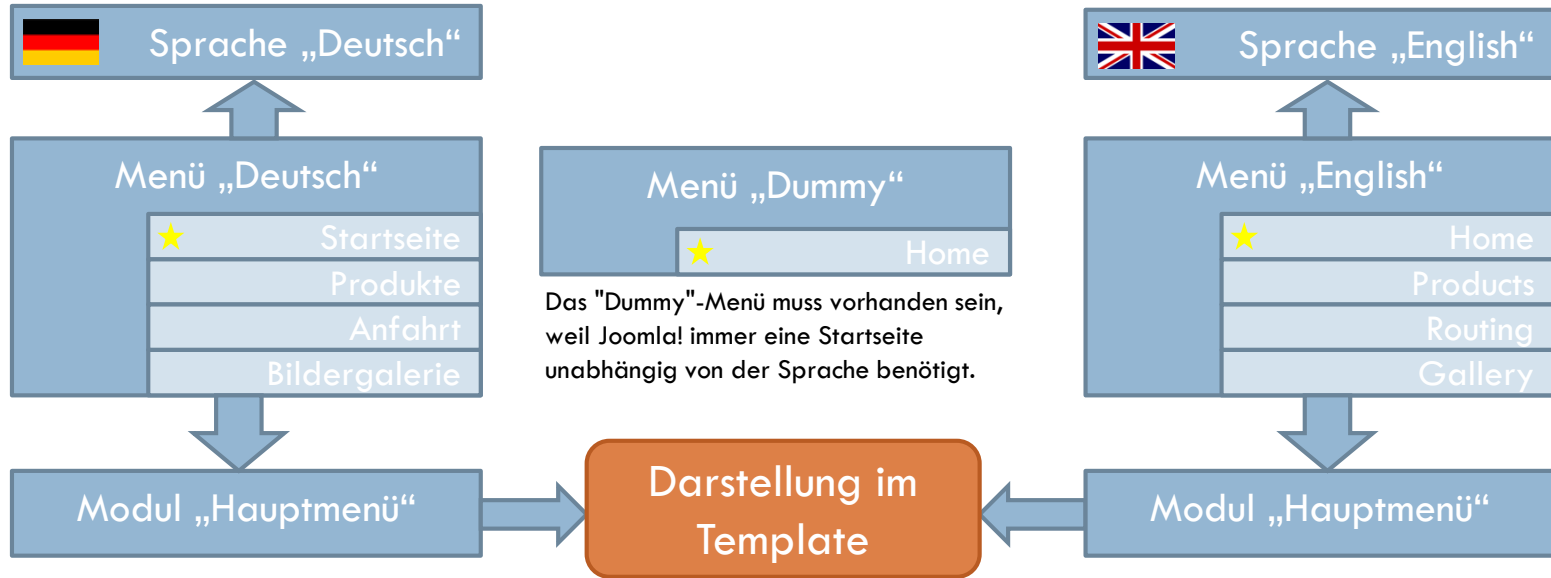 Sprache „Deutsch“
Menü „Deutsch“
Startseite
Produkte
Anfahrt
Bildergalerie
Modul „Hauptmenü“
Menü „Dummy“
Home
Das "Dummy"-Menü muss vorhanden sein,
weil Joomla! immer eine Startseite
unabhängig von der Sprache benötigt.
Darstellung im
Template
Sprache „English“
Menü „English“
Home
Products
Routing
Gallery
Modul „Hauptmenü“